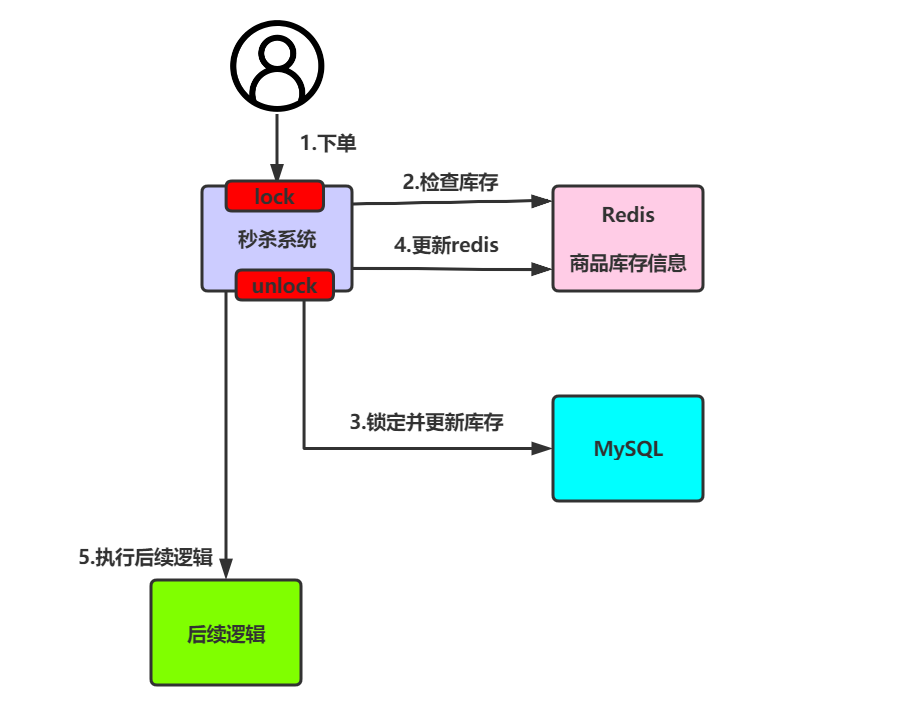 1.下单
lock
2.检查库存
秒杀系统
Redis
4.更新redis
商品库存信息
unlock
3.锁定并更新库存
MySQL
5.执行后续逻辑
后续逻辑